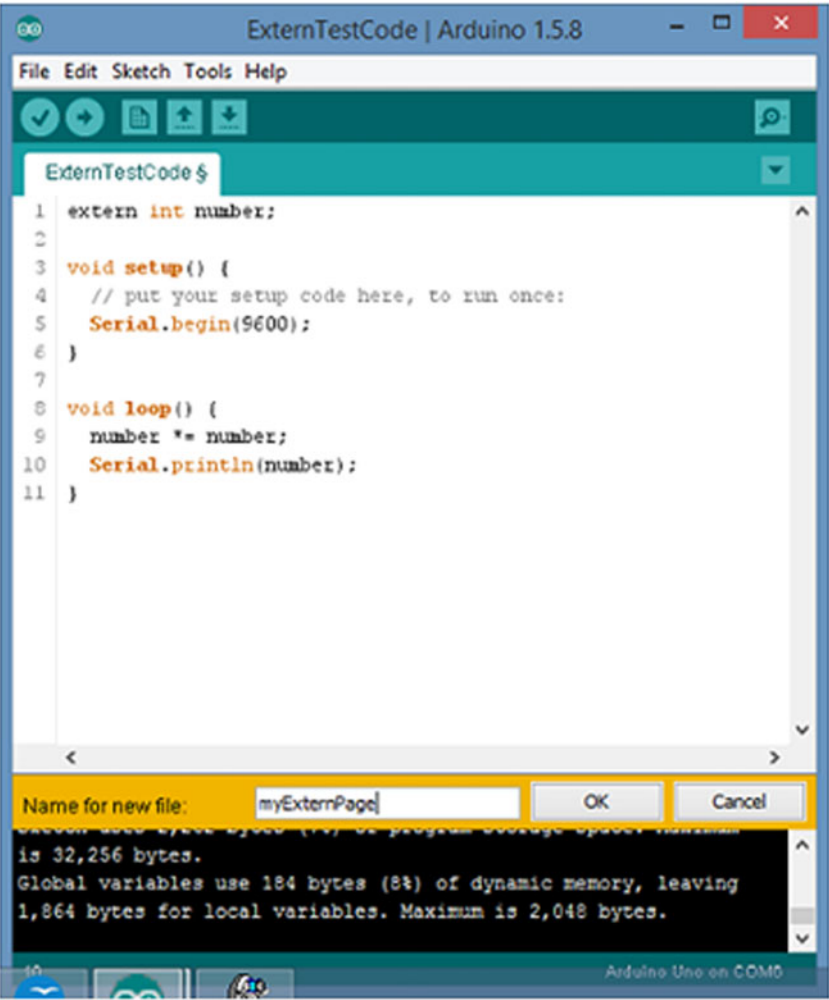 ExternTestCode | Arduino 1.5.8
File Edit Sketch Tools Help
ExternTestCode §
1 extern int number;
2
3 void setup() {
4   // put your setup code here, to run once:
5   Serial.begin(9600);
6 }
7
8 void loop() {
9   number *= number;
10   Serial.println(number);
11 }
Name for new file: myExternPage OK Cancel
is 32,256 bytes.
Global variables use 184 bytes (8%) of dynamic memory, leaving
1,864 bytes for local variables. Maximum is 2,048 bytes.
Arduino Uno on COM6